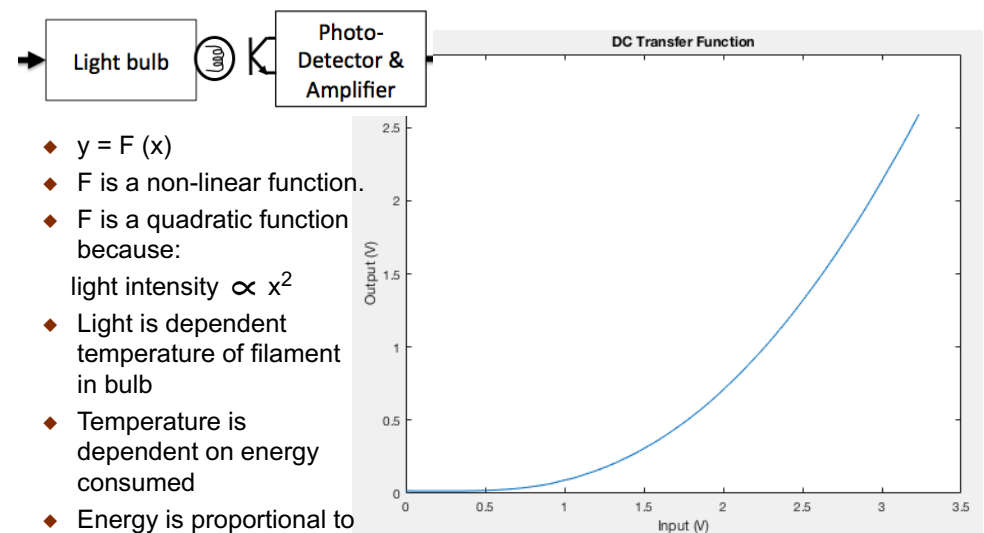 Light bulb
Photo-
Detector &
Amplifier
◆ y = F (x)
◆ F is a non-linear function.
◆ F is a quadratic function
because:
light intensity ∝ x²
◆ Light is dependent
temperature of filament
in bulb
◆ Temperature is
dependent on energy
consumed
◆ Energy is proportional to
DC Transfer Function
Output (V)
2.5
2
1.5
1
0.5
0
0 0.5 1 1.5 2 2.5 3 3.5
Input (V)